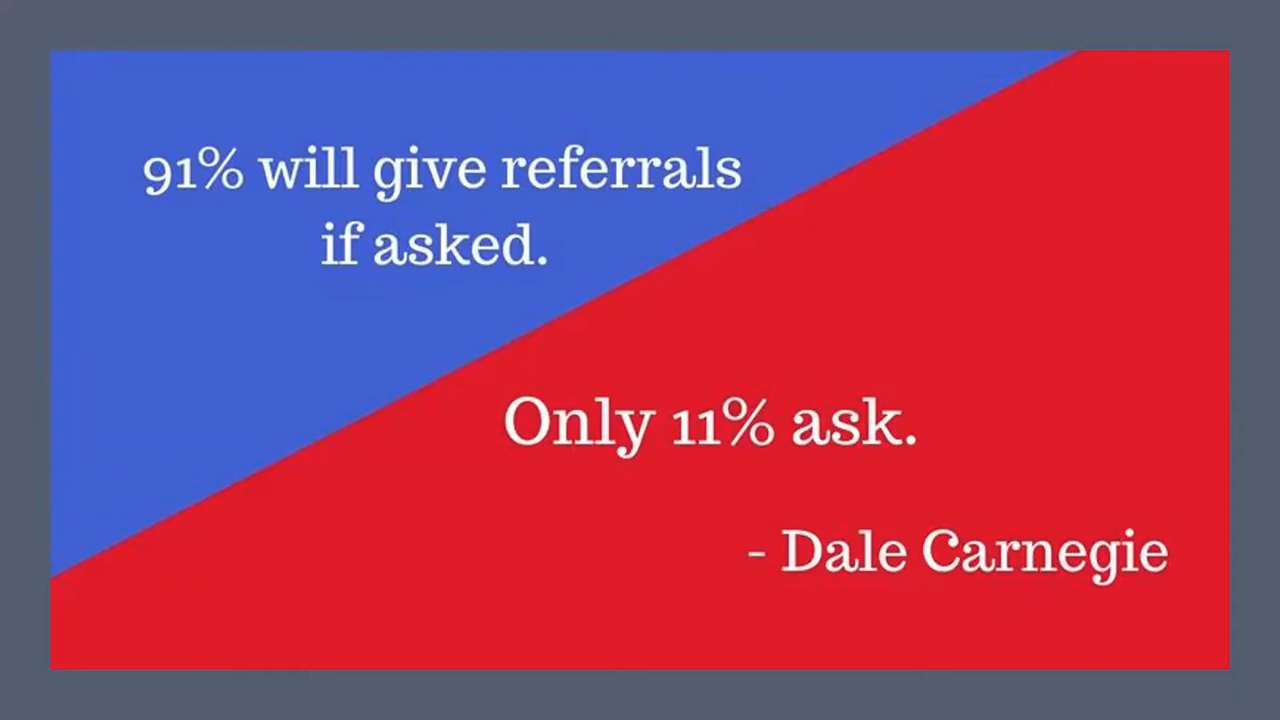 91% will give referrals
if asked.
Only 11% ask.
- Dale Carnegie